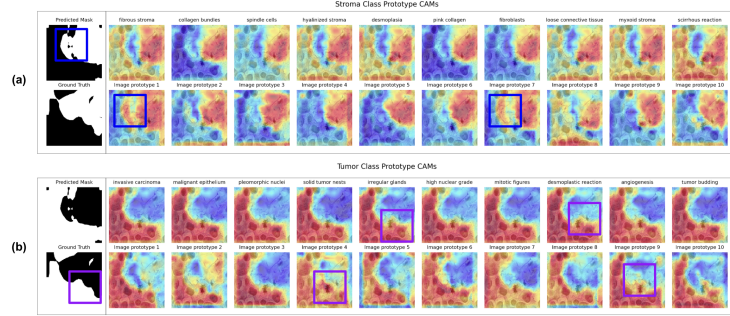 Stroma Class Prototype CAMs
Predicted Mask fibrous stroma collagen bundles spindle cells hyalinized stroma desmoplasia pink collagen fibroblasts loose connective tissue myxoid stroma scirrhous reaction
(a)
Ground Truth Image prototype 1 Image prototype 2 Image prototype 3 Image prototype 4 Image prototype 5 Image prototype 6 Image prototype 7 Image prototype 8 Image prototype 9 Image prototype 10
Tumor Class Prototype CAMs
Predicted Mask invasive carcinoma malignant epithelium pleomorphic nuclei solid tumor nests irregular glands high nuclear grade mitotic figures desmoplastic reaction angiogenesis tumor budding
(b)
Ground Truth Image prototype 1 Image prototype 2 Image prototype 3 Image prototype 4 Image prototype 5 Image prototype 6 Image prototype 7 Image prototype 8 Image prototype 9 Image prototype 10